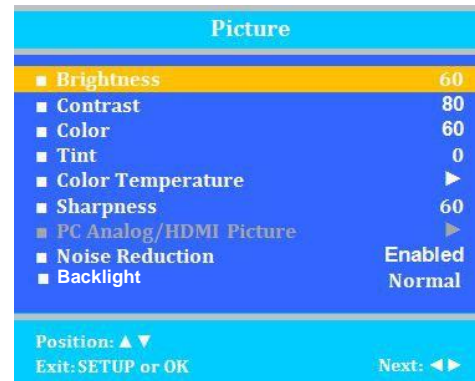 Picture
■ Brightness 60
■ Contrast 80
■ Color 60
■ Tint 0
■ Color Temperature ▶
■ Sharpness 60
■ PC Analog/HDMI Picture ▶
■ Noise Reduction Enabled
■ Backlight Normal
Position: ▲ ▼
Exit: SETUP or OK Next: ◀ ▶